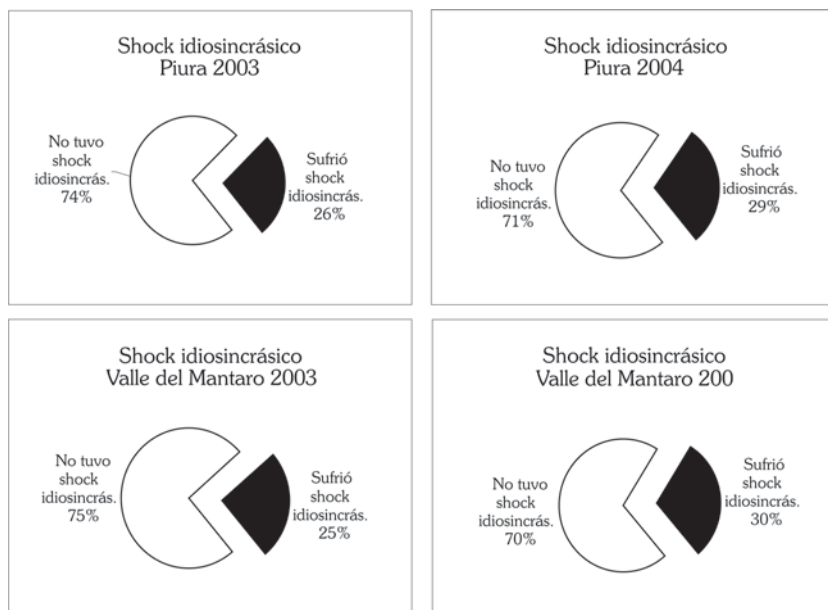 Shock idiosincrásico
Piura 2003
No tuvo
shock
idiosincrás.
74%
Sufrió
shock
idiosincrás.
26%
Shock idiosincrásico
Piura 2004
No tuvo
shock
idiosincrás.
71%
Sufrió
shock
idiosincrás.
29%
Shock idiosincrásico
Valle del Mantaro 2003
No tuvo
shock
idiosincrás.
75%
Sufrió
shock
idiosincrás.
25%
Shock idiosincrásico
Valle del Mantaro 200
No tuvo
shock
idiosincrás.
70%
Sufrió
shock
idiosincrás.
30%